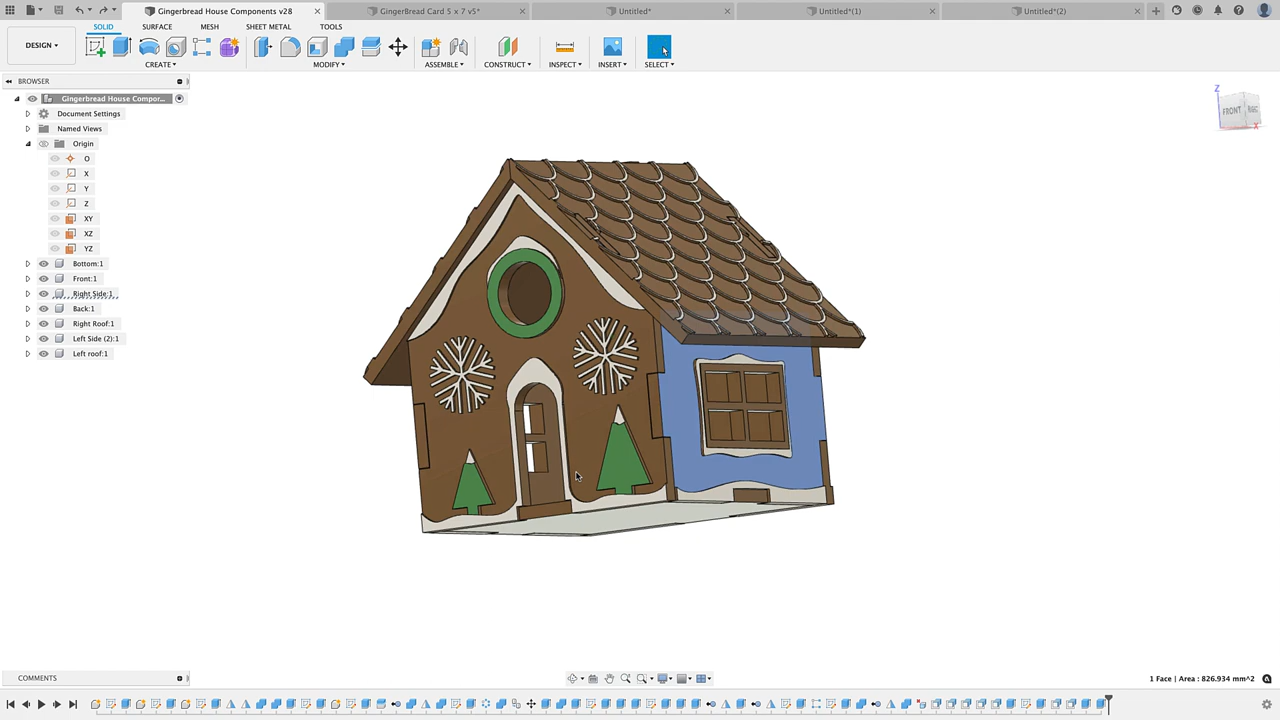 Gingerbread House Components v28
GingerBread Card 5 x 7 v5*
Untitled*
Untitled*(1)
Untitled*(2)
SOLID
SURFACE
MESH
SHEET METAL
TOOLS
DESIGN
CREATE
MODIFY
ASSEMBLE
CONSTRUCT
INSPECT
INSERT
SELECT
BROWSER
Gingerbread House Compor...
Document Settings
Named Views
Origin
O
X
Y
Z
XY
XZ
YZ
Bottom:1
Front:1
Right Side:1
Back:1
Right Roof:1
Left Side (2):1
Left roof:1
Z
FRONT
X
COMMENTS
1 Face | Area : 826.934 mm^2